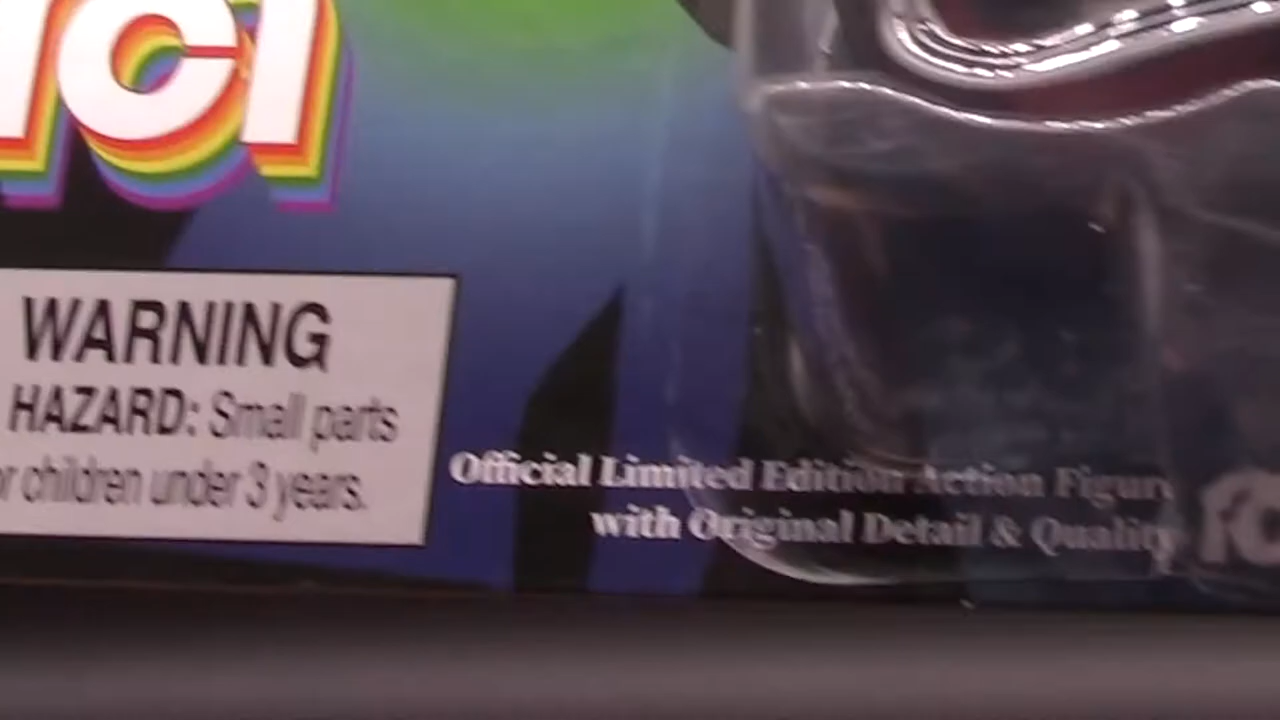 WARNING
HAZARD: Small parts
children under 3 years.
Official Limited Edition Action Figure
with Original Detail & Quality